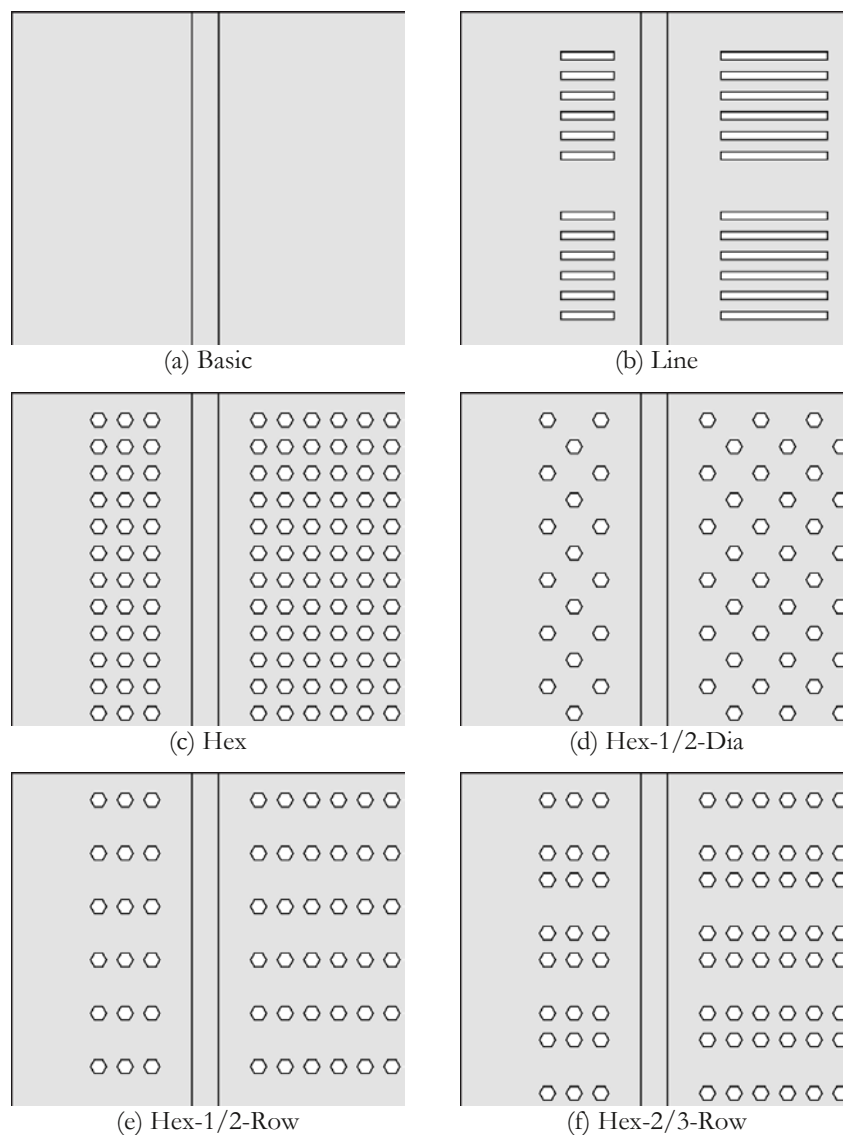 (a) Basic
(b) Line
(c) Hex
(d) Hex-1/2-Dia
(e) Hex-1/2-Row
(f) Hex-2/3-Row